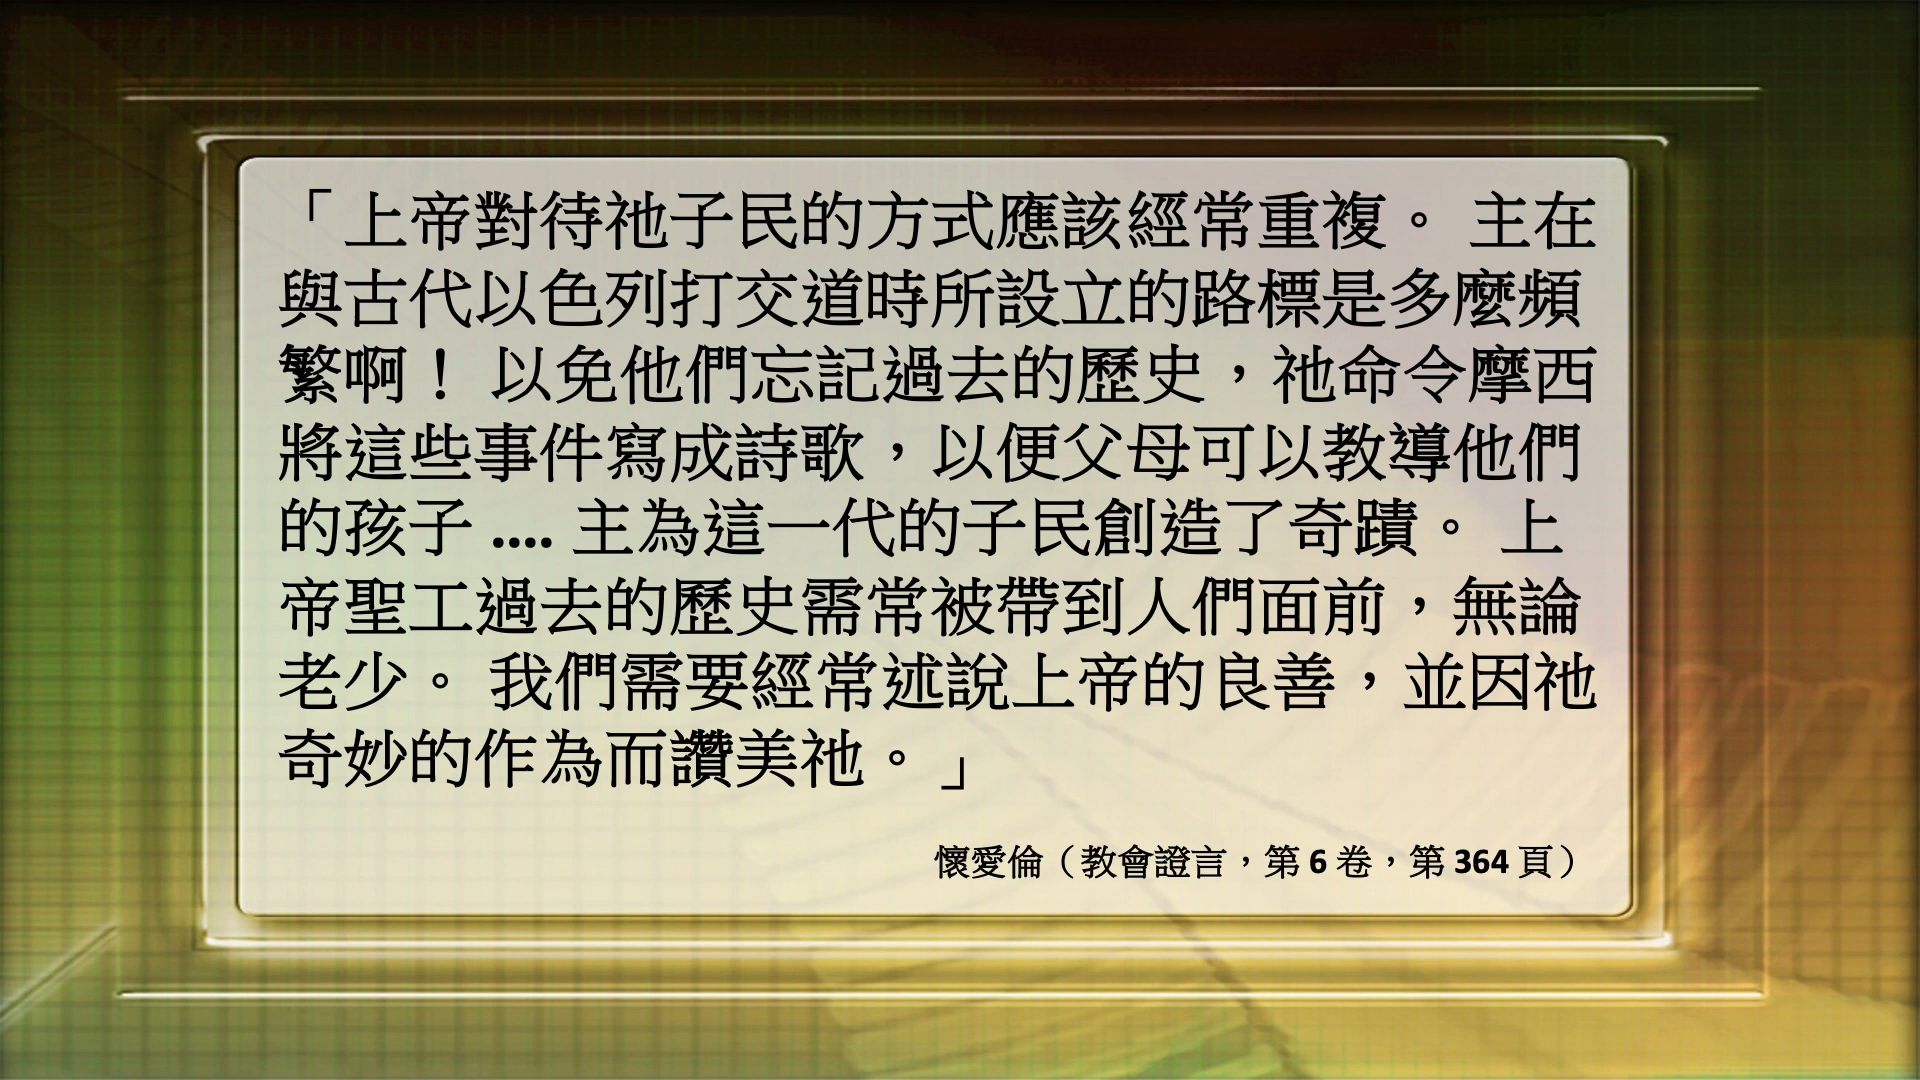 「上帝對待祂子民的方式應該經常重複。 主在
與古代以色列打交道時所設立的路標是多麼頻
繁啊！ 以免他們忘記過去的歷史，祂命令摩西
將這些事件寫成詩歌，以便父母可以教導他們
的孩子 .... 主為這一代的子民創造了奇蹟。 上
帝聖工過去的歷史需常被帶到人們面前，無論
老少。 我們需要經常述說上帝的良善，並因祂
奇妙的作為而讚美祂。」
懷愛倫（教會證言，第 6 卷，第 364 頁）